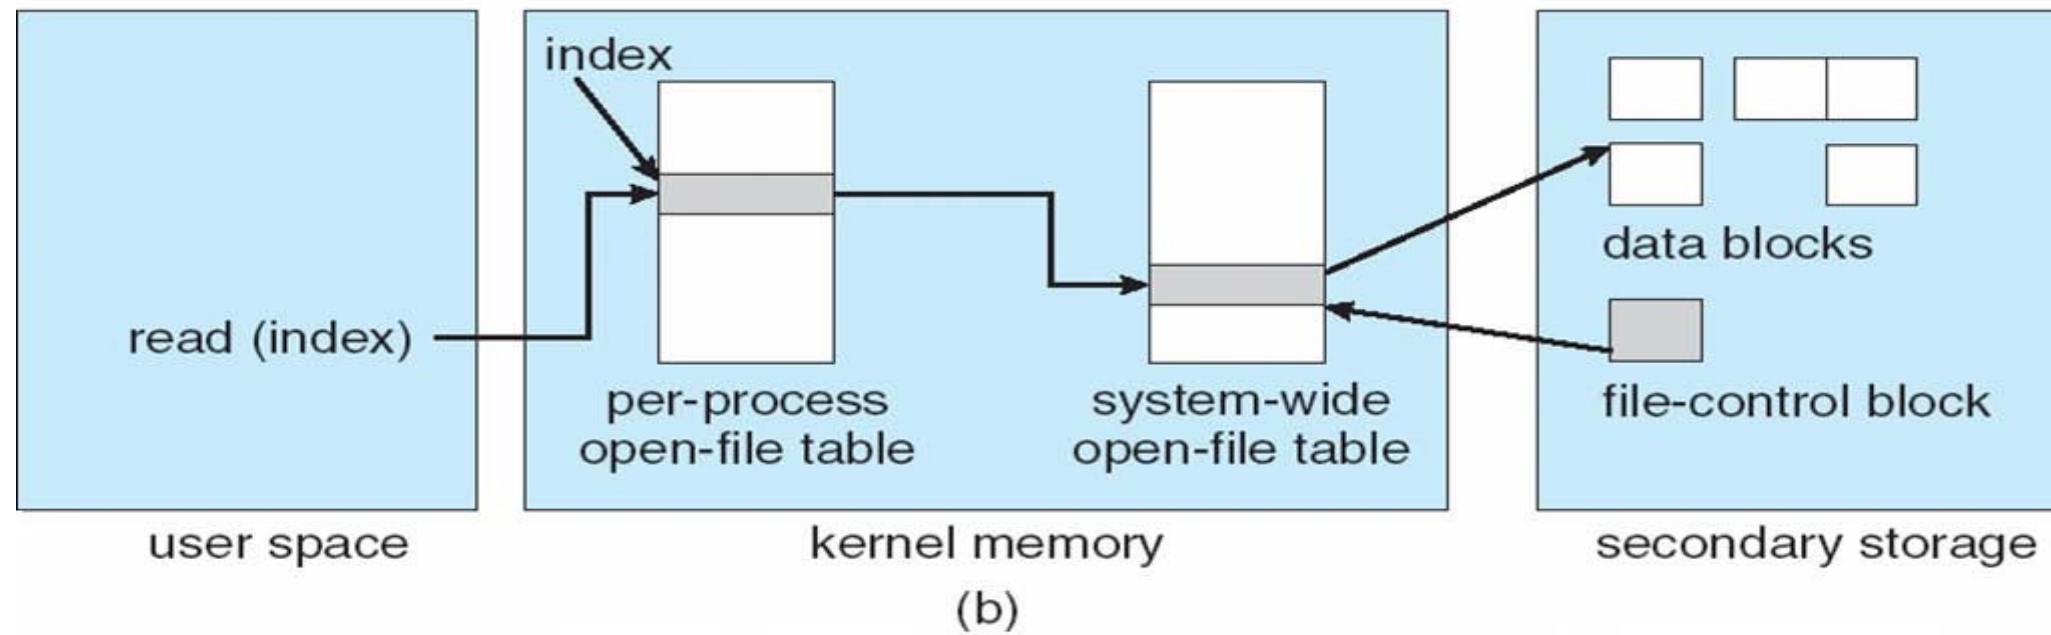 index
read (index)
per-process
open-file table
system-wide
open-file table
data blocks
file-control block
user space
kernel memory
secondary storage
(b)